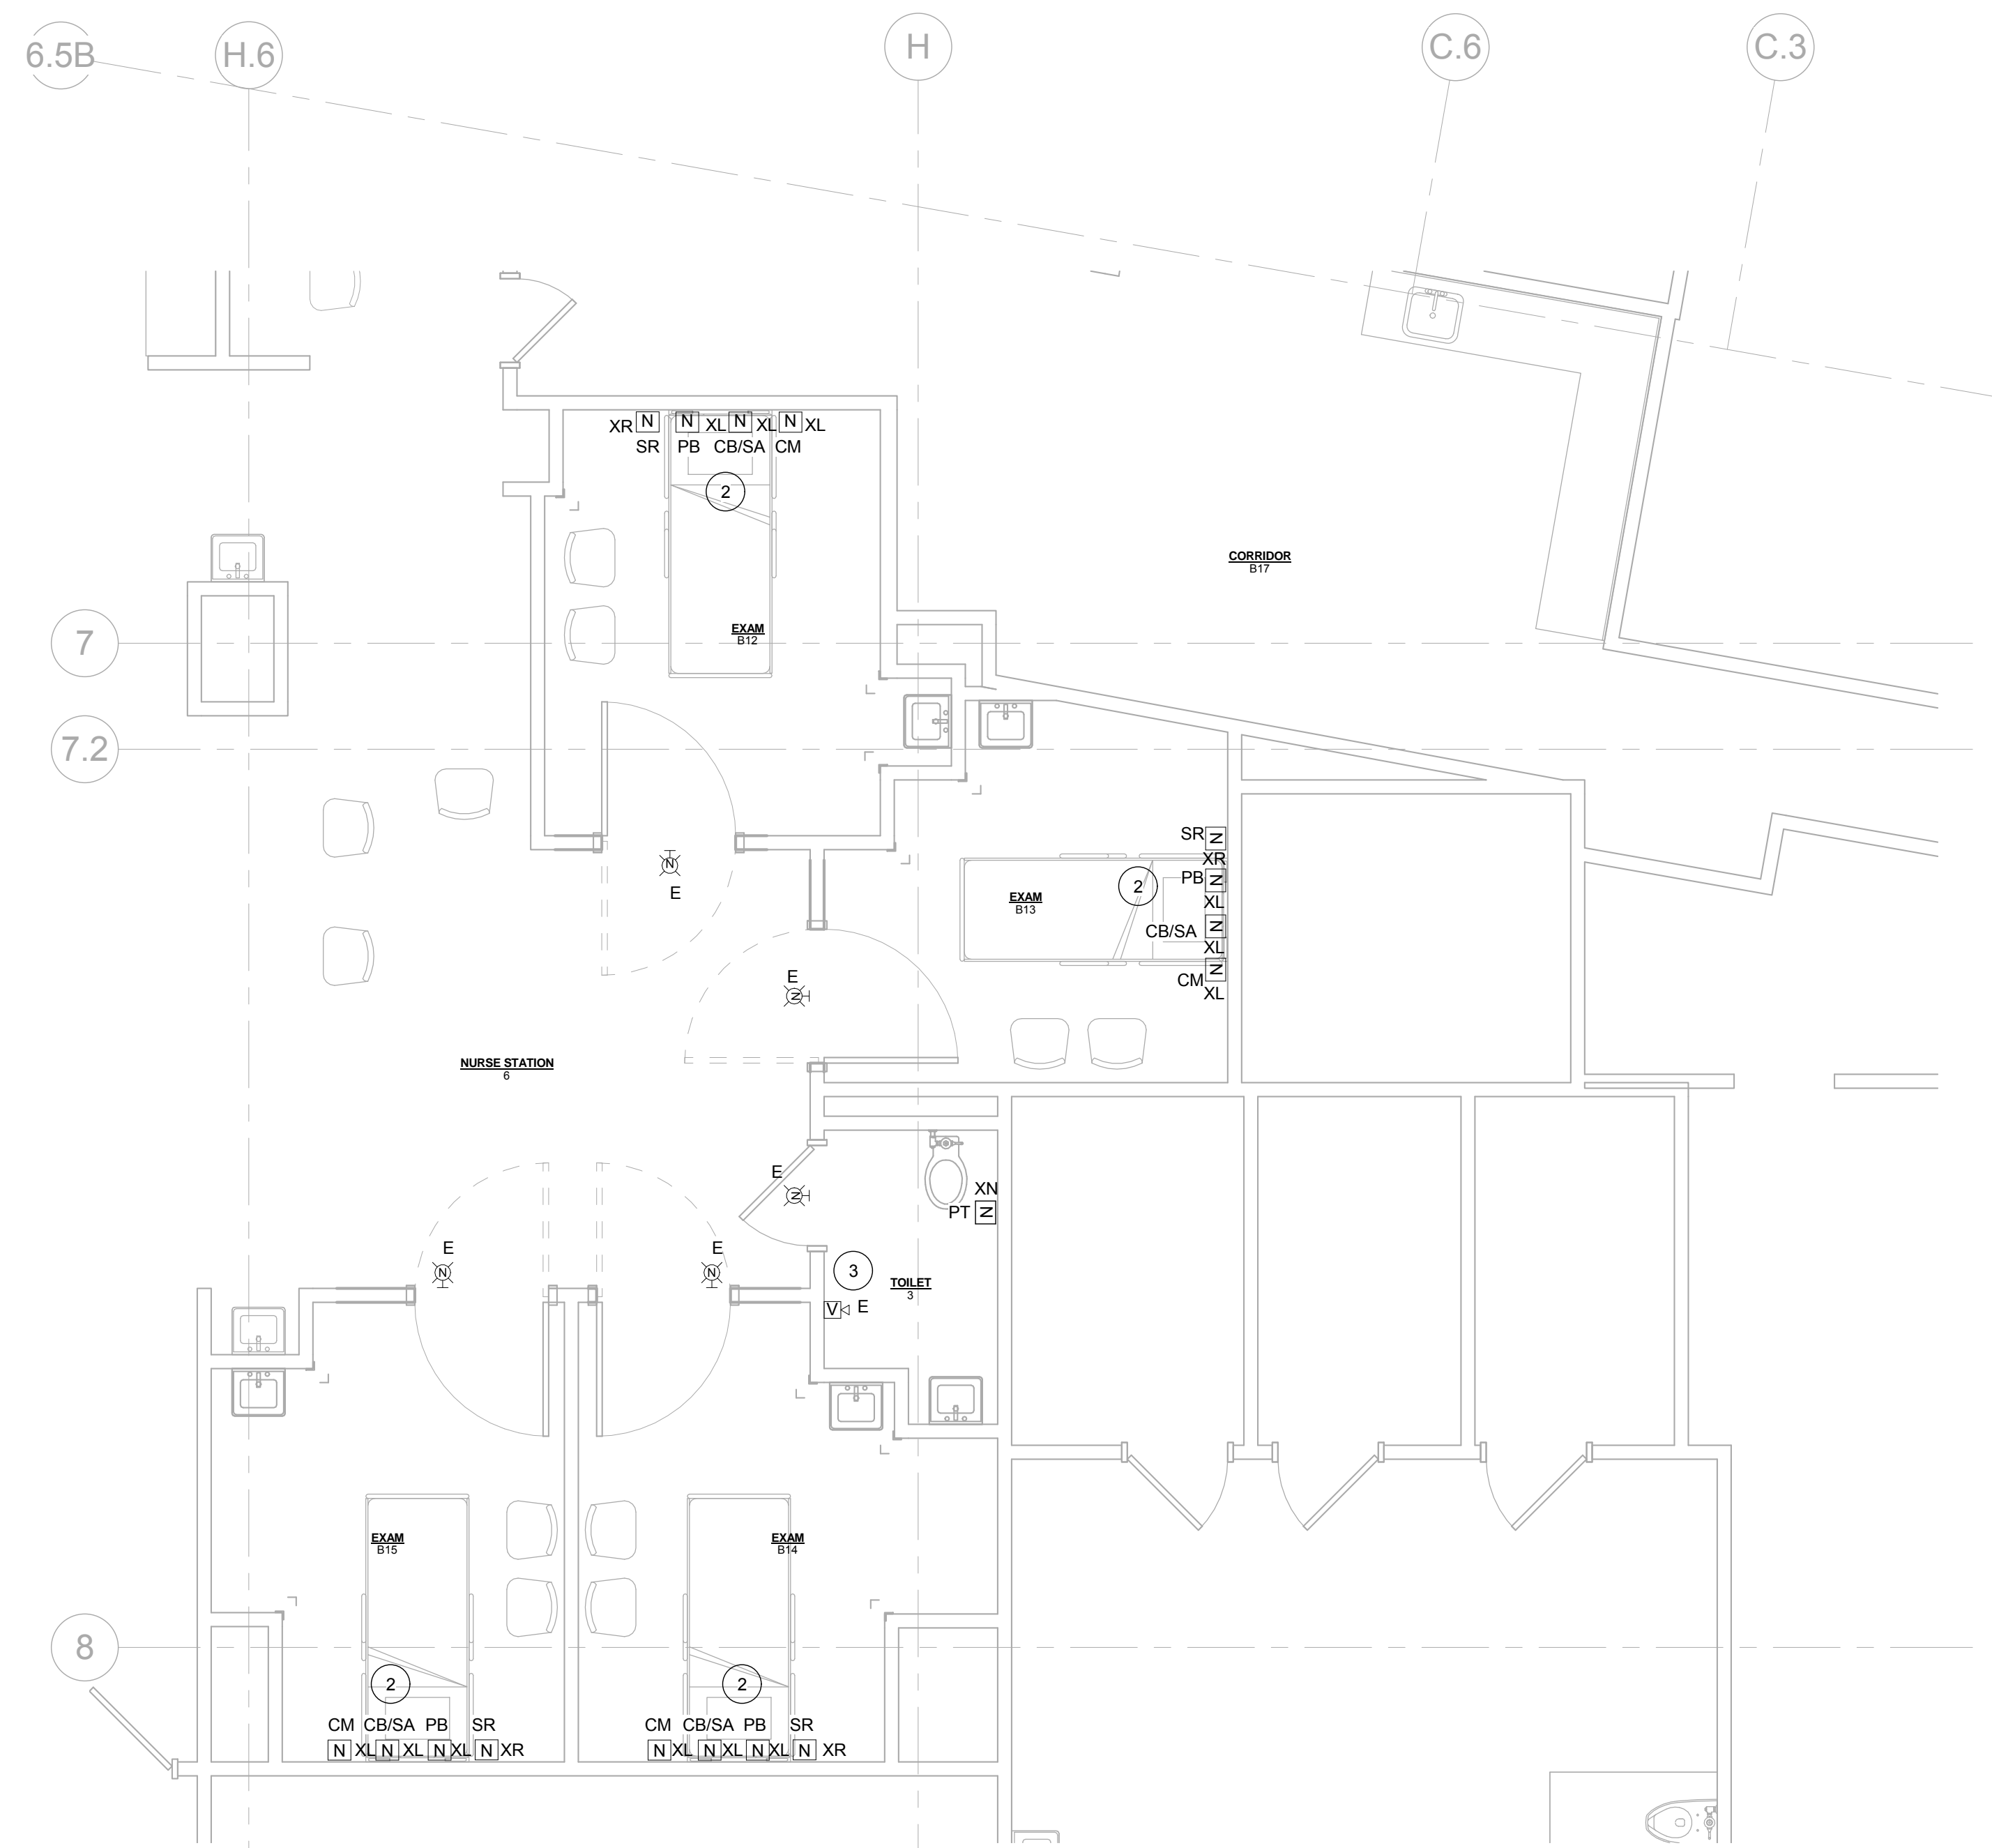 6.5B
H.6
H
C.6
C.3
XR N N XL N XL N XL
SR PB CB/SA CM
2
CORRIDOR
B17
EXAM
B12
7
7.2
SR N
XR
PB N
XL
CB/SA N
XL
CM N
XL
2
EXAM
B13
N
E
E
N
NURSE STATION
6
E
N
XN
PT N
E
N
E
N
3
TOILET
3
V E
EXAM
B15
EXAM
B14
8
2
2
CM CB/SA PB SR
N XL N XL N XL N XR
CM CB/SA PB SR
N XL N XL N XL N XR